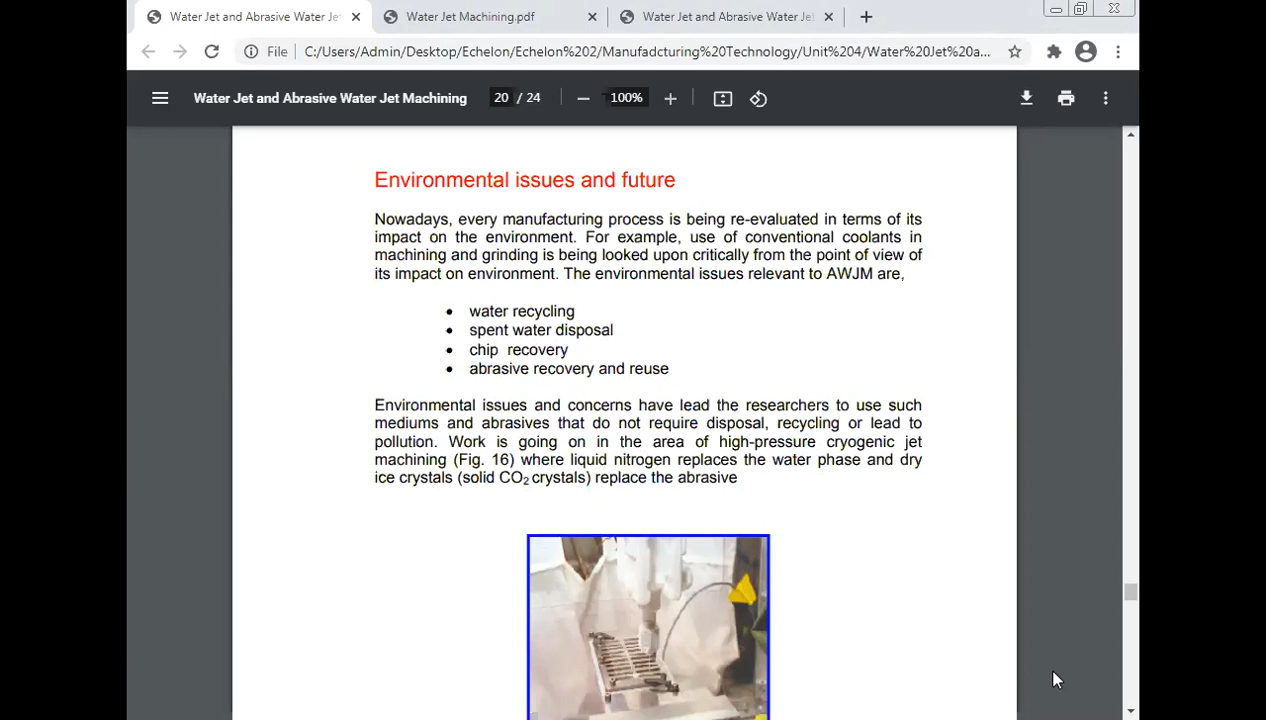 Water Jet and Abrasive Water Je
Water Jet Machining.pdf
Water Jet and Abrasive Water Jet
File
C:/Users/Admin/Desktop/Echelon/Echelon%202/Manufadcturing%20Technology/Unit%204/Water%20Jet%20a...
Water Jet and Abrasive Water Jet Machining
20 / 24
100%
Environmental issues and future
Nowadays, every manufacturing process is being re-evaluated in terms of its
impact on the environment. For example, use of conventional coolants in
machining and grinding is being looked upon critically from the point of view of
its impact on environment. The environmental issues relevant to AWJM are,
• water recycling
• spent water disposal
• chip recovery
• abrasive recovery and reuse
Environmental issues and concerns have lead the researchers to use such
mediums and abrasives that do not require disposal, recycling or lead to
pollution. Work is going on in the area of high-pressure cryogenic jet
machining (Fig. 16) where liquid nitrogen replaces the water phase and dry
ice crystals (solid CO₂ crystals) replace the abrasive